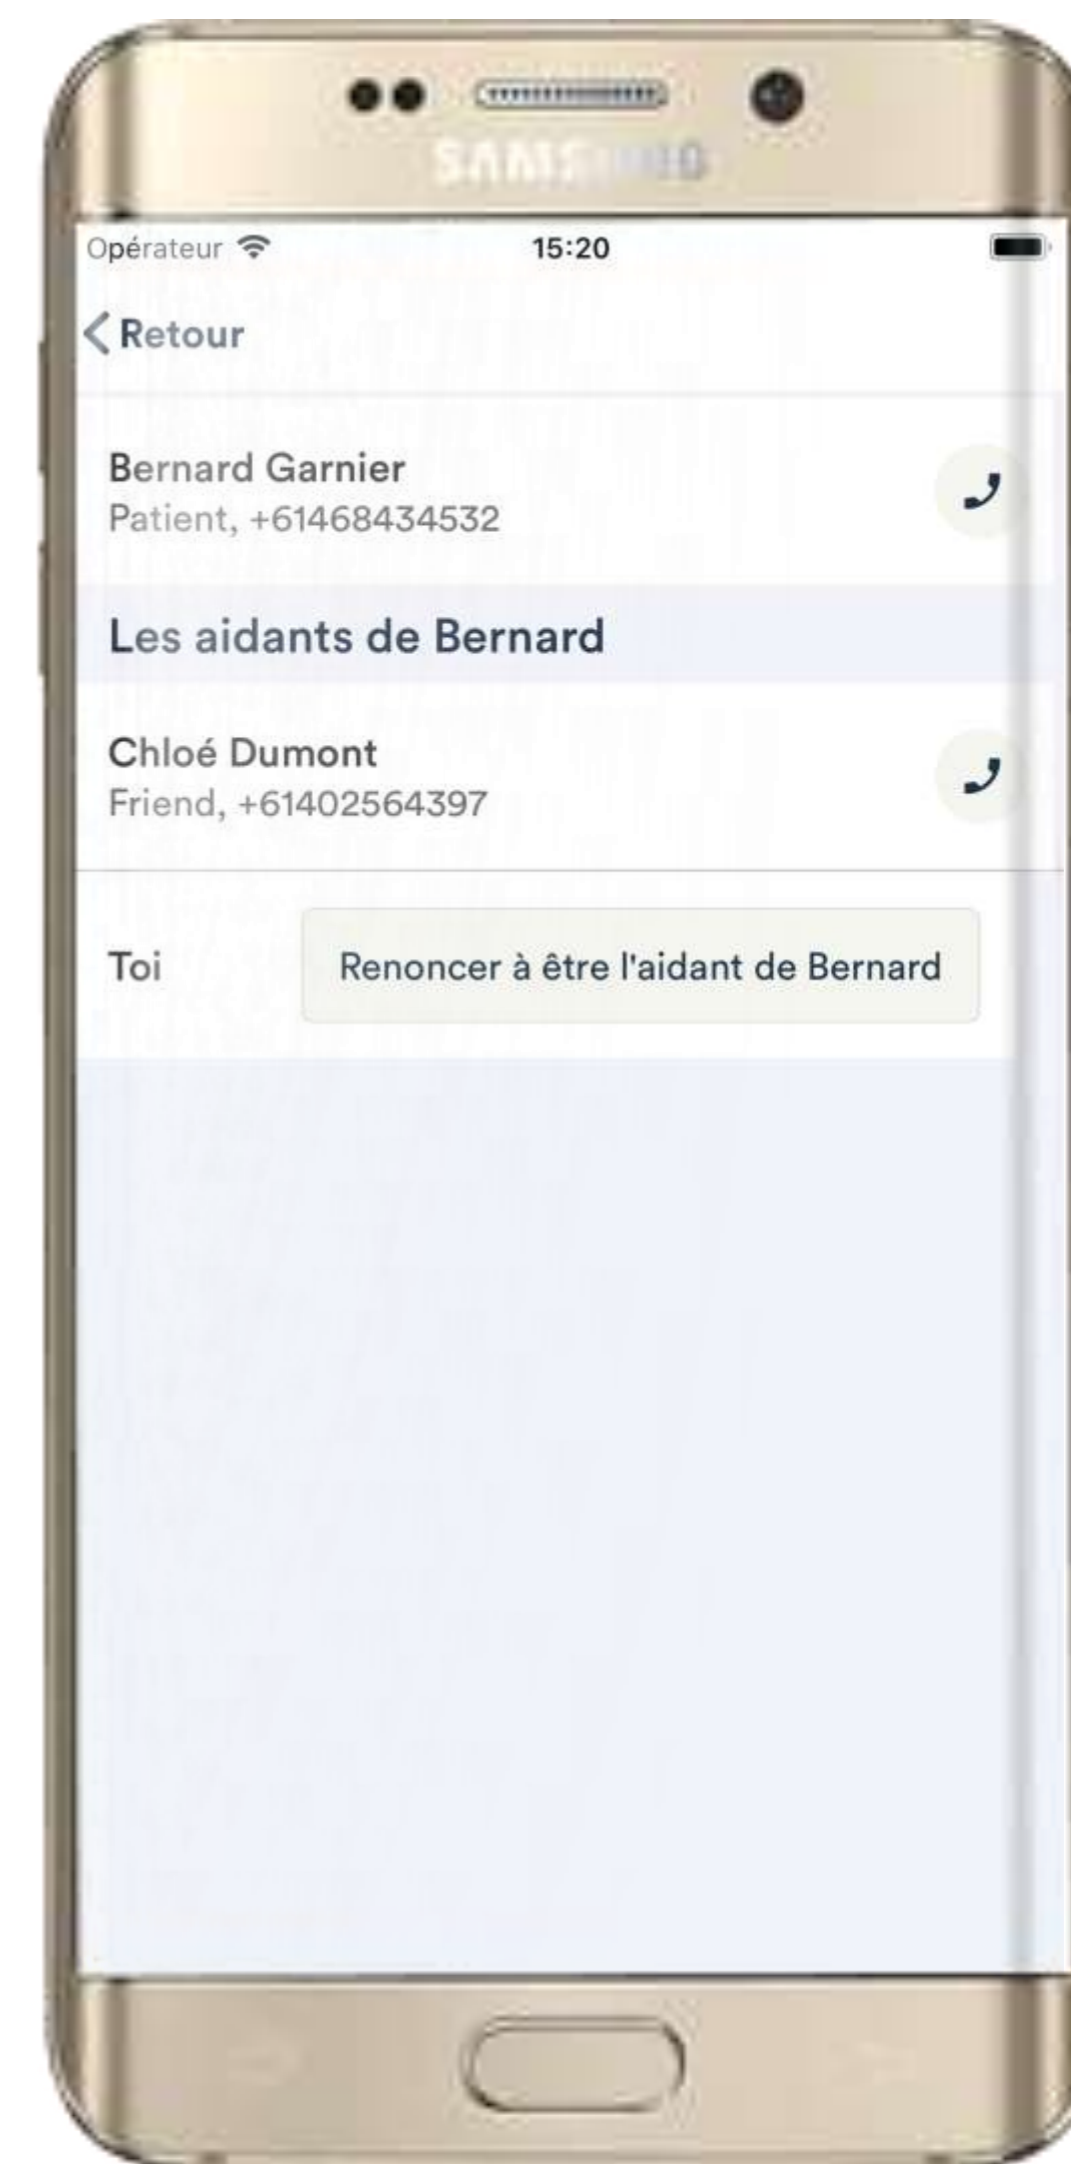 Opérateur
15:20
Retour
Bernard Garnier
Patient, +61468434532
Les aidants de Bernard
Chloé Dumont
Friend, +61402564397
Toi
Renoncer à être l'aidant de Bernard